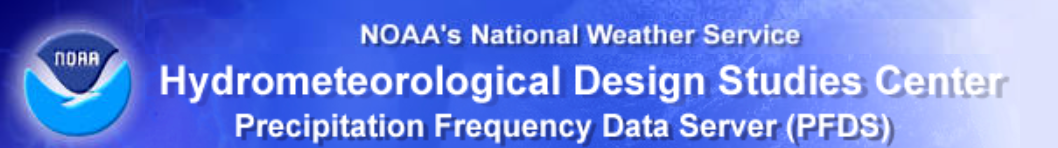 NOAA's National Weather Service
NOAA
Hydrometeorological Design Studies Center
Precipitation Frequency Data Server (PFDS)